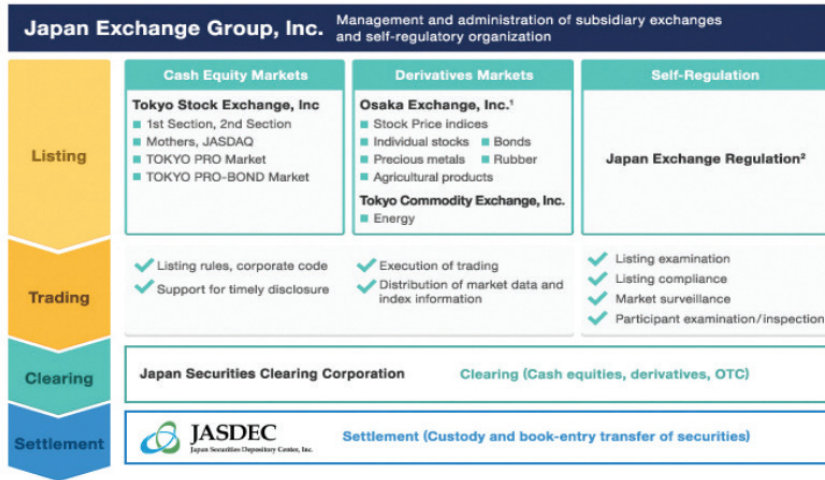 Japan Exchange Group, Inc.
Management and administration of subsidiary exchanges
and self-regulatory organization
Listing
Cash Equity Markets
Tokyo Stock Exchange, Inc
1st Section, 2nd Section
Mothers, JASDAQ
TOKYO PRO Market
TOKYO PRO-BOND Market
Derivatives Markets
Osaka Exchange, Inc.¹
Stock Price indices
Individual stocks Bonds
Precious metals Rubber
Agricultural products
Tokyo Commodity Exchange, Inc.
Energy
Self-Regulation
Japan Exchange Regulation²
Trading
Listing rules, corporate code
Support for timely disclosure
Execution of trading
Distribution of market data and
index information
Listing examination
Listing compliance
Market surveillance
Participant examination/inspection
Clearing
Japan Securities Clearing Corporation
Clearing (Cash equities, derivatives, OTC)
Settlement
JASDEC
Japan Securities Depository Center, Inc.
Settlement (Custody and book-entry transfer of securities)